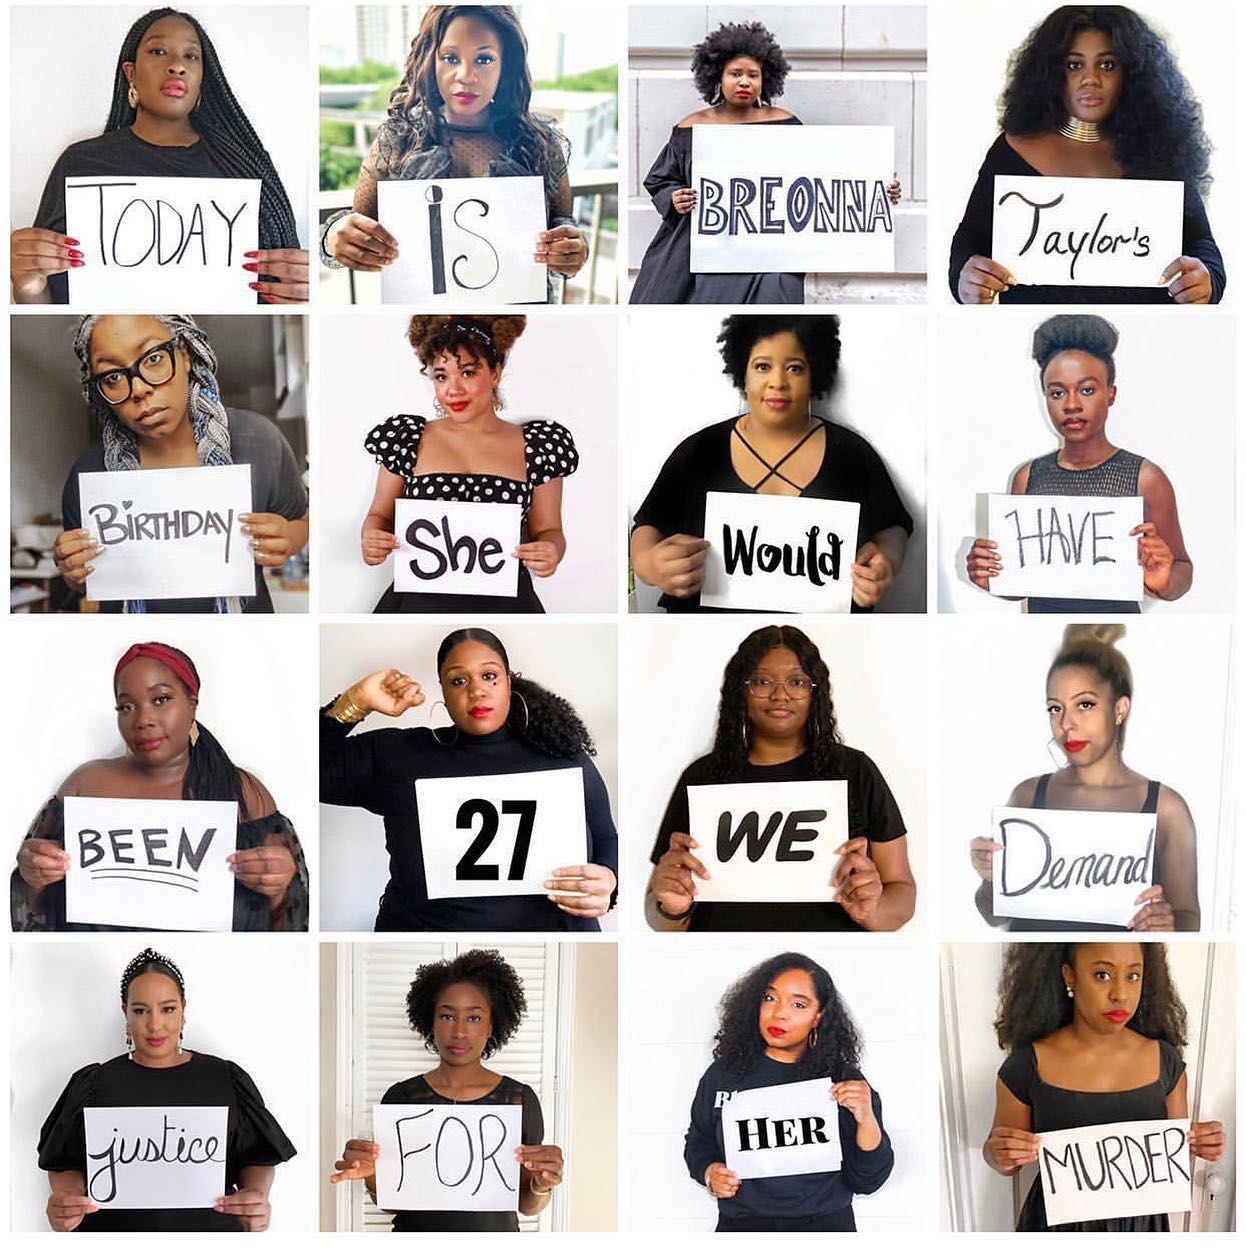 TODAY
is
BREONNA
Taylor's
BIRTHDAY
She
Would
HAVE
BEEN
27
WE
Demand
justice
FOR
HER
MURDER